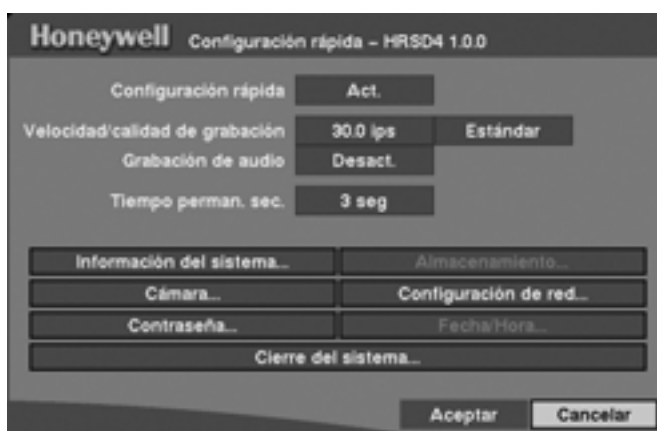 Honeywell Configuración rápida – HRSD4 1.0.0
Configuración rápida Act.
Velocidad/calidad de grabación 30.0 ips Estándar
Grabación de audio Desact.
Tiempo perman. sec. 3 seg
Información del sistema... Almacenamiento...
Cámara... Configuración de red...
Contraseña... Fecha/Hora...
Cierre del sistema...
Aceptar Cancelar